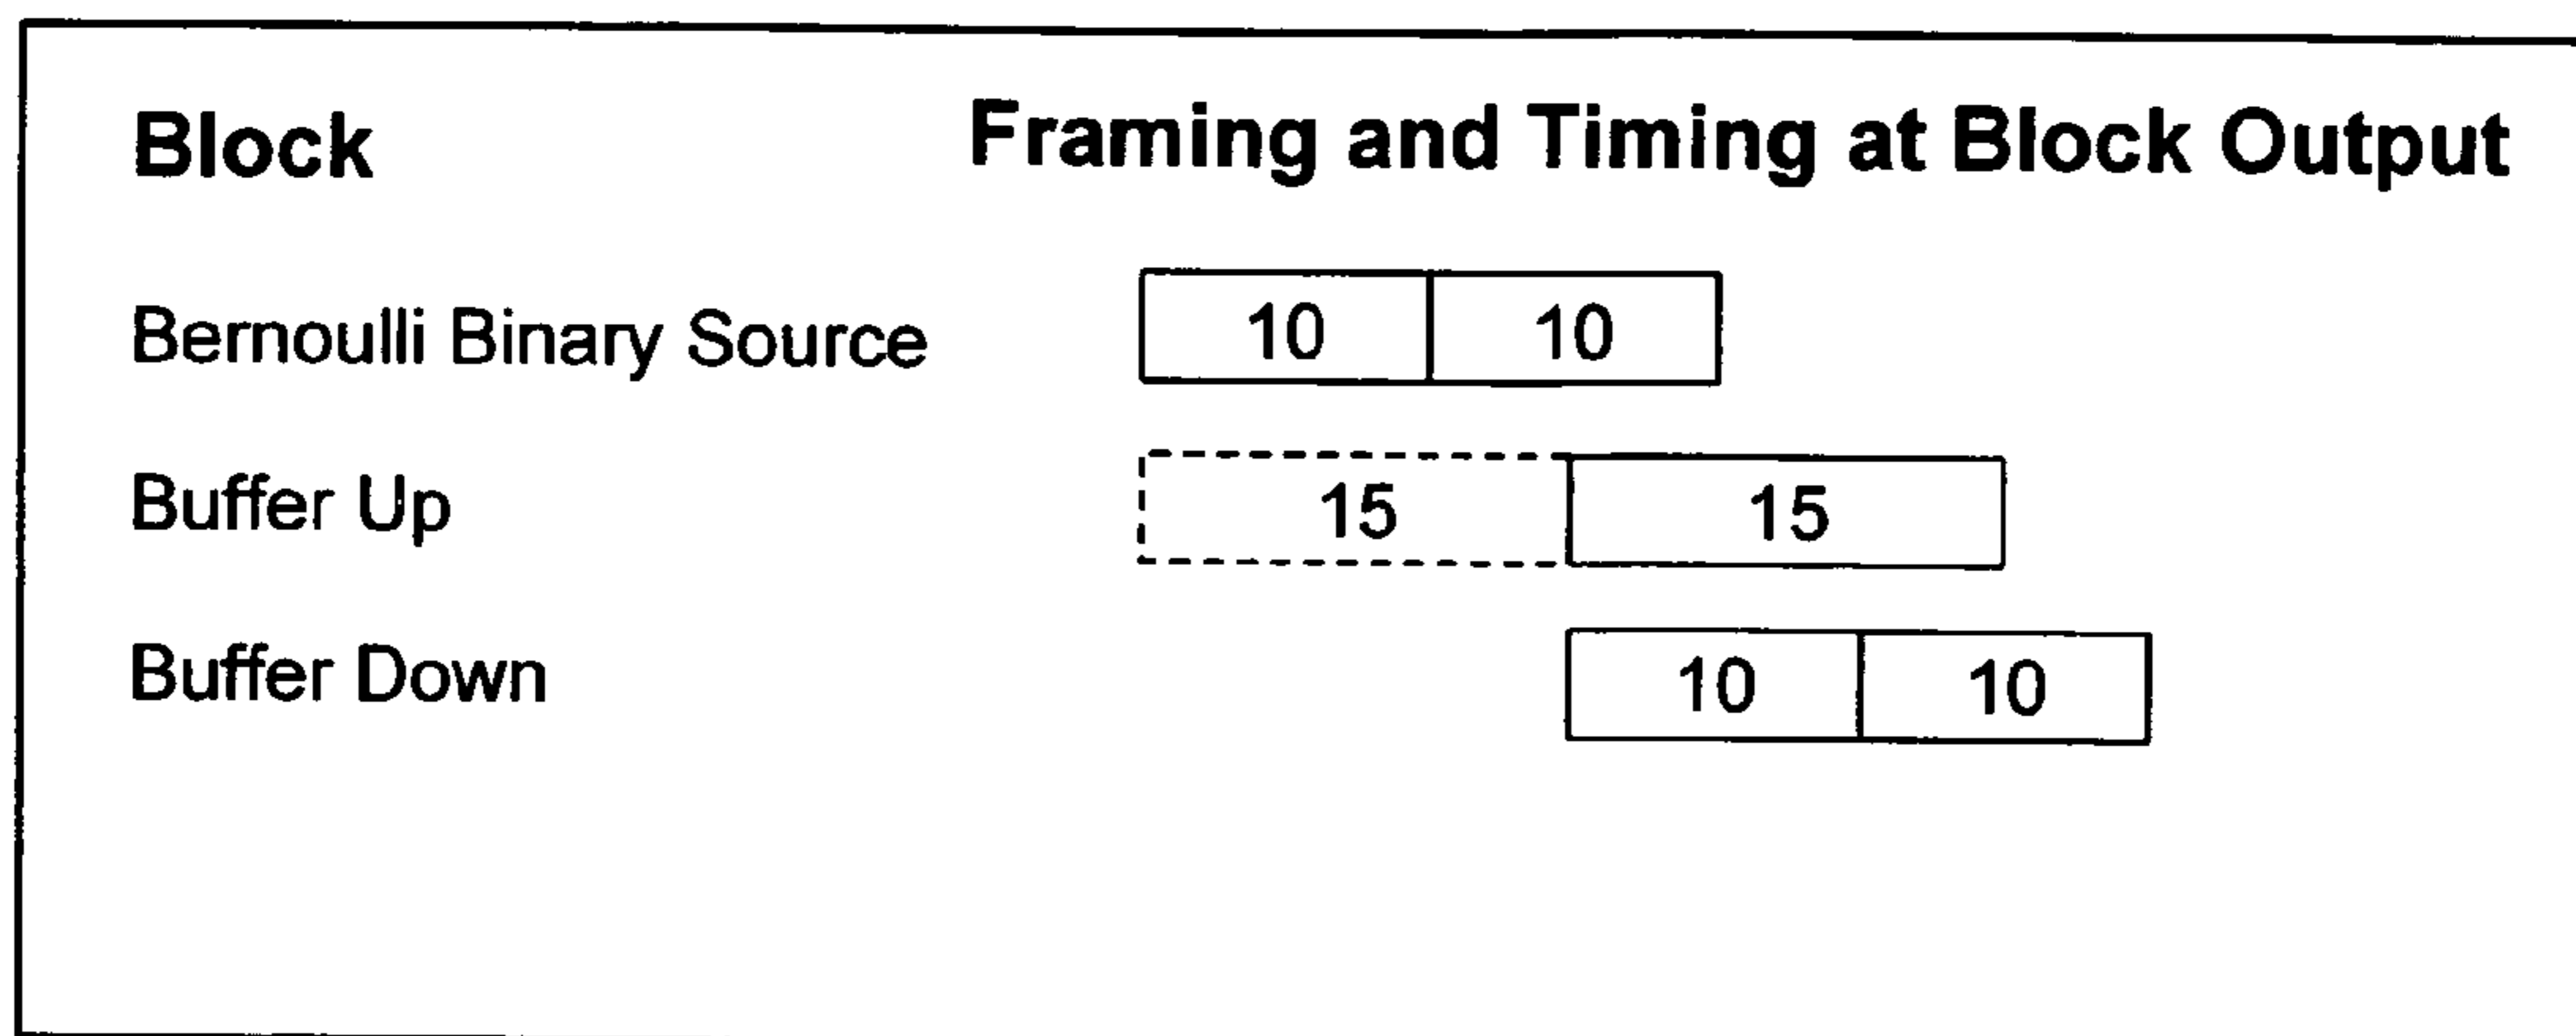 Block Framing and Timing at Block Output
Bernoulli Binary Source 10 10
Buffer Up 15 15
Buffer Down 10 10